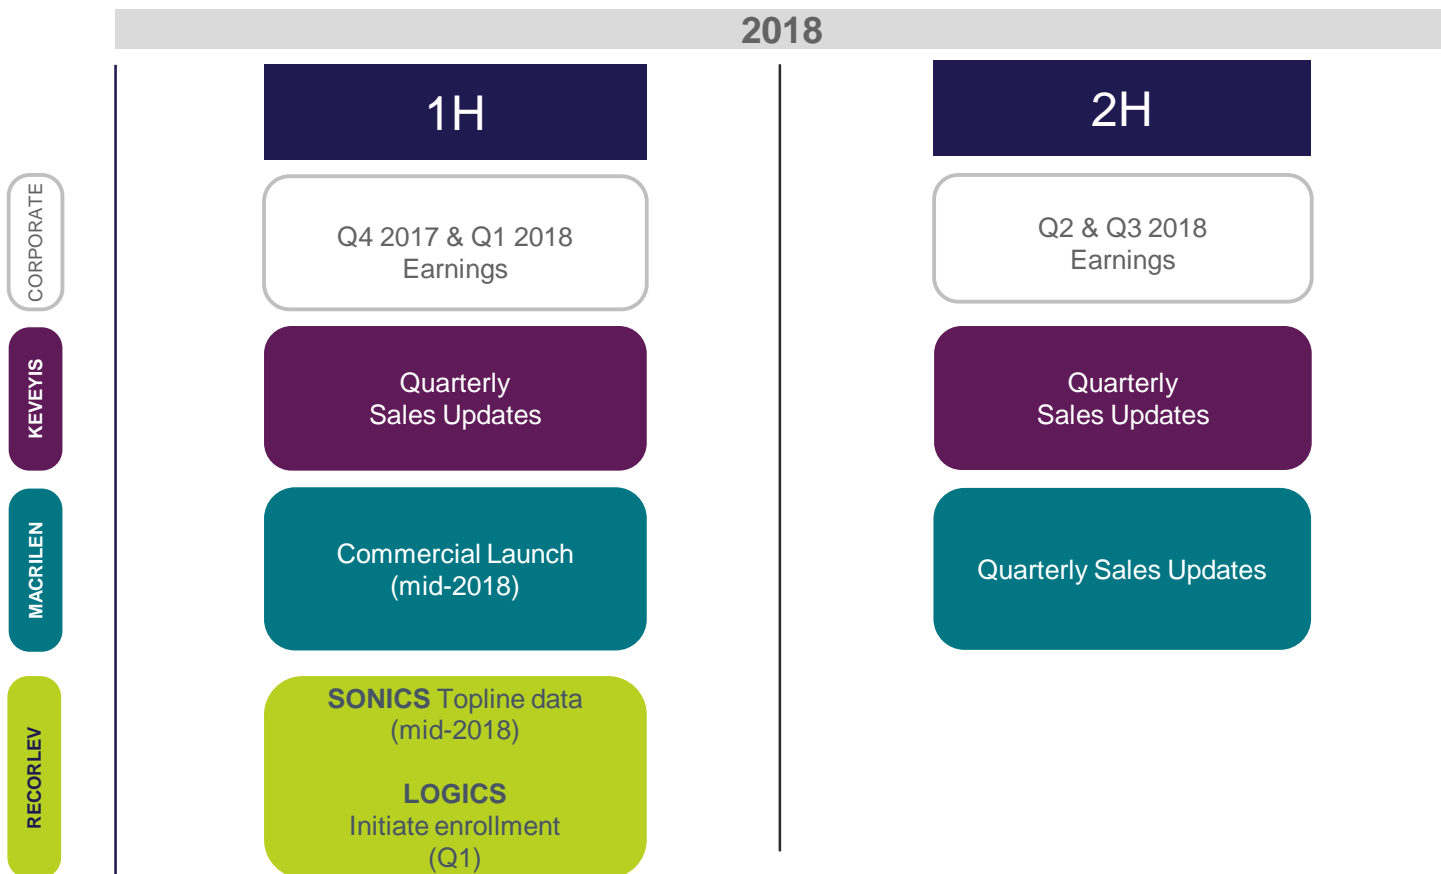 2018
1H
2H
CORPORATE
Q4 2017 & Q1 2018
Earnings
Q2 & Q3 2018
Earnings
KEVEYIS
Quarterly
Sales Updates
Quarterly
Sales Updates
MACRILEN
Commercial Launch
(mid-2018)
Quarterly Sales Updates
RECORLEV
SONICS Topline data
(mid-2018)
LOGICS
Initiate enrollment
(Q1)